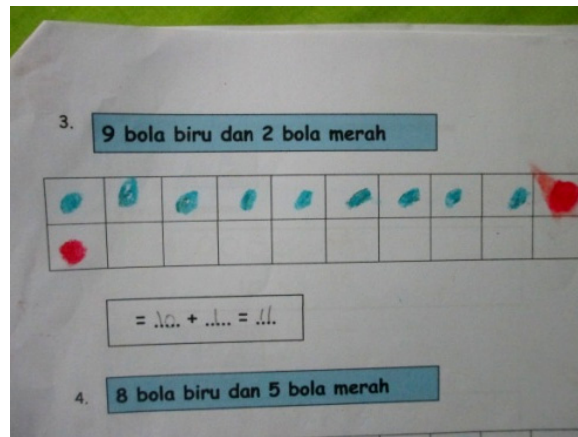 3. 9 bola biru dan 2 bola merah
= 10 + 1 = 11
4. 8 bola biru dan 5 bola merah